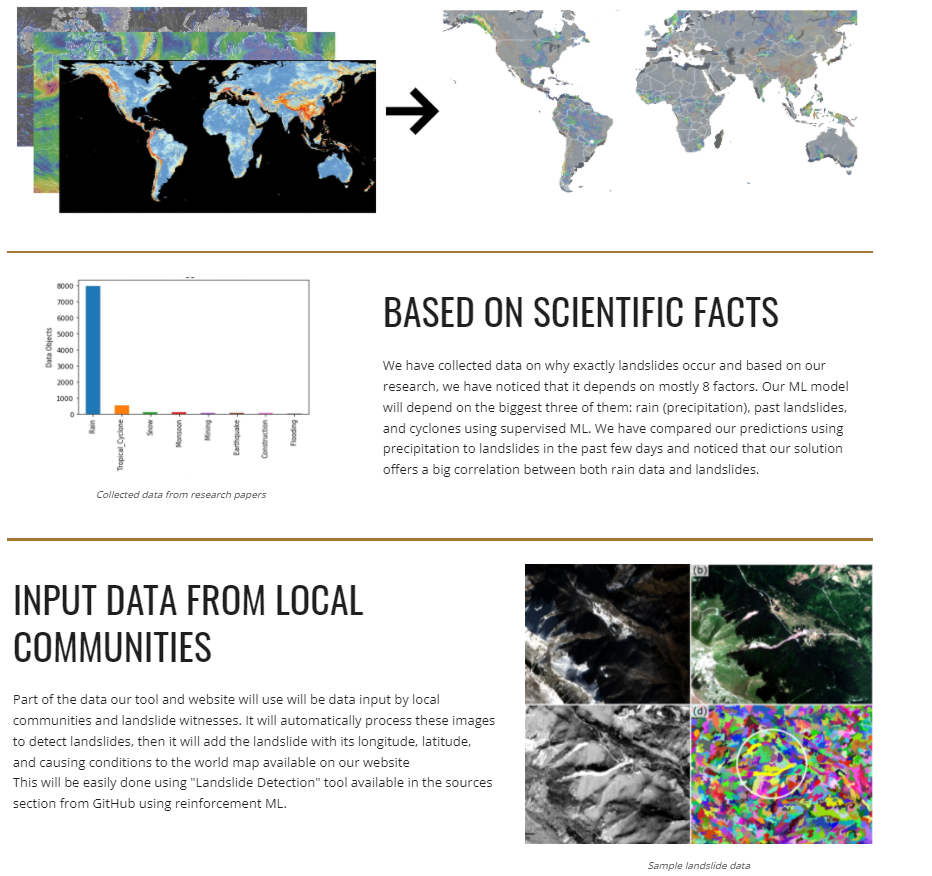 8000
7000
6000
5000
4000
3000
2000
1000
0
Data Objects
Rain
Tropical_Cyclone
Snow
Monsoon
Mining
Earthquake
Construction
Flooding
Collected data from research papers
BASED ON SCIENTIFIC FACTS
We have collected data on why exactly landslides occur and based on our
research, we have noticed that it depends on mostly 8 factors. Our ML model
will depend on the biggest three of them: rain (precipitation), past landslides,
and cyclones using supervised ML. We have compared our predictions using
precipitation to landslides in the past few days and noticed that our solution
offers a big correlation between both rain data and landslides.
INPUT DATA FROM LOCAL
COMMUNITIES
Part of the data our tool and website will use will be data input by local
communities and landslide witnesses. It will automatically process these images
to detect landslides, then it will add the landslide with its longitude, latitude,
and causing conditions to the world map available on our website
This will be easily done using "Landslide Detection" tool available in the sources
section from GitHub using reinforcement ML.
(b)
(d)
Sample landslide data